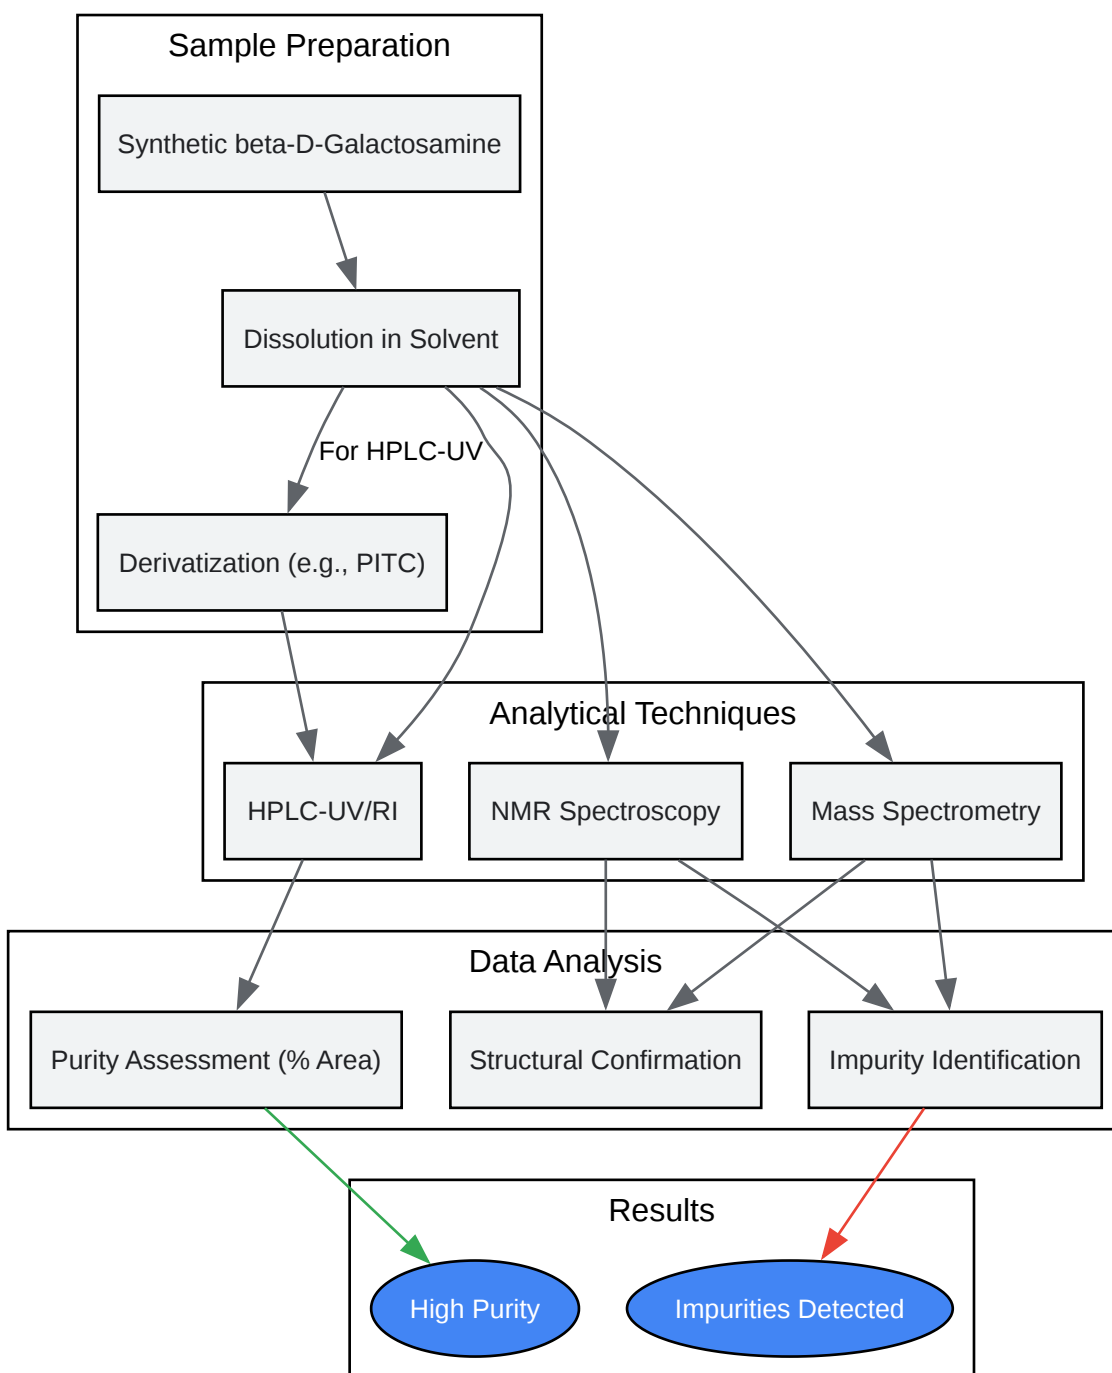 Sample Preparation
Synthetic beta-D-Galactosamine
Dissolution in Solvent
For HPLC-UV
Derivatization (e.g., PITC)
Analytical Techniques
HPLC-UV/RI
NMR Spectroscopy
Mass Spectrometry
Data Analysis
Purity Assessment (% Area)
Structural Confirmation
Impurity Identification
Results
High Purity
Impurities Detected